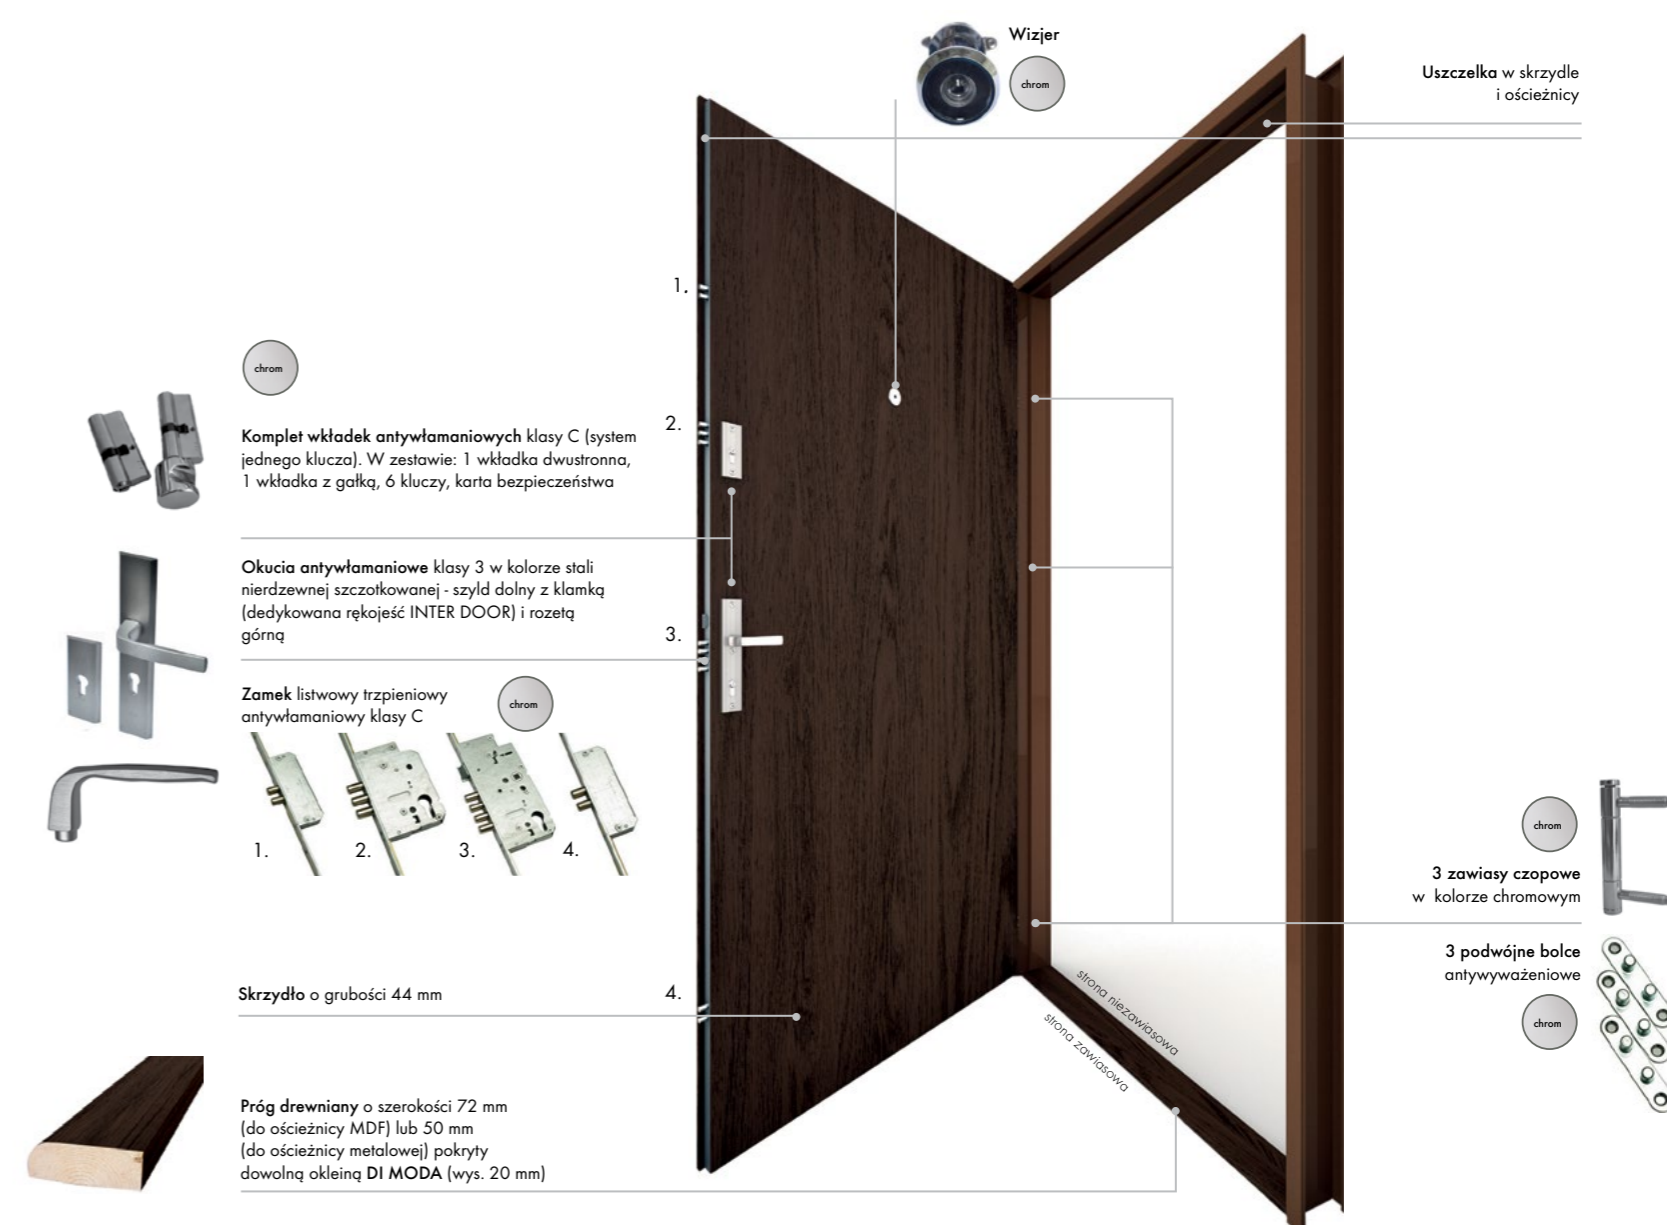 Wizjer
chrom
Uszczelka w skrzydle
i ościeżnicy
1.
chrom
2.
Komplet wkładek antywłamaniowych klasy C (system
jednego klucza). W zestawie: 1 wkładka dwustronna,
1 wkładka z gałką, 6 kluczy, karta bezpieczeństwa
Okucia antywłamaniowe klasy 3 w kolorze stali
nierdzewnej szczotkowanej - szyld dolny z klamką
(dedykowana rękojeść INTER DOOR) i rozetą
górną
3.
Zamek listwowy trzpieniowy
antywłamaniowy klasy C
chrom
1.
2.
3.
4.
chrom
3 zawiasy czopowe
w kolorze chromowym
3 podwójne bolce
antywyważeniowe
chrom
Skrzydło o grubości 44 mm
4.
strona niezawiasowa
strona zawiasowa
Próg drewniany o szerokości 72 mm
(do ościeżnicy MDF) lub 50 mm
(do ościeżnicy metalowej) pokryty
dowolną okleiną DI MODA (wys. 20 mm)